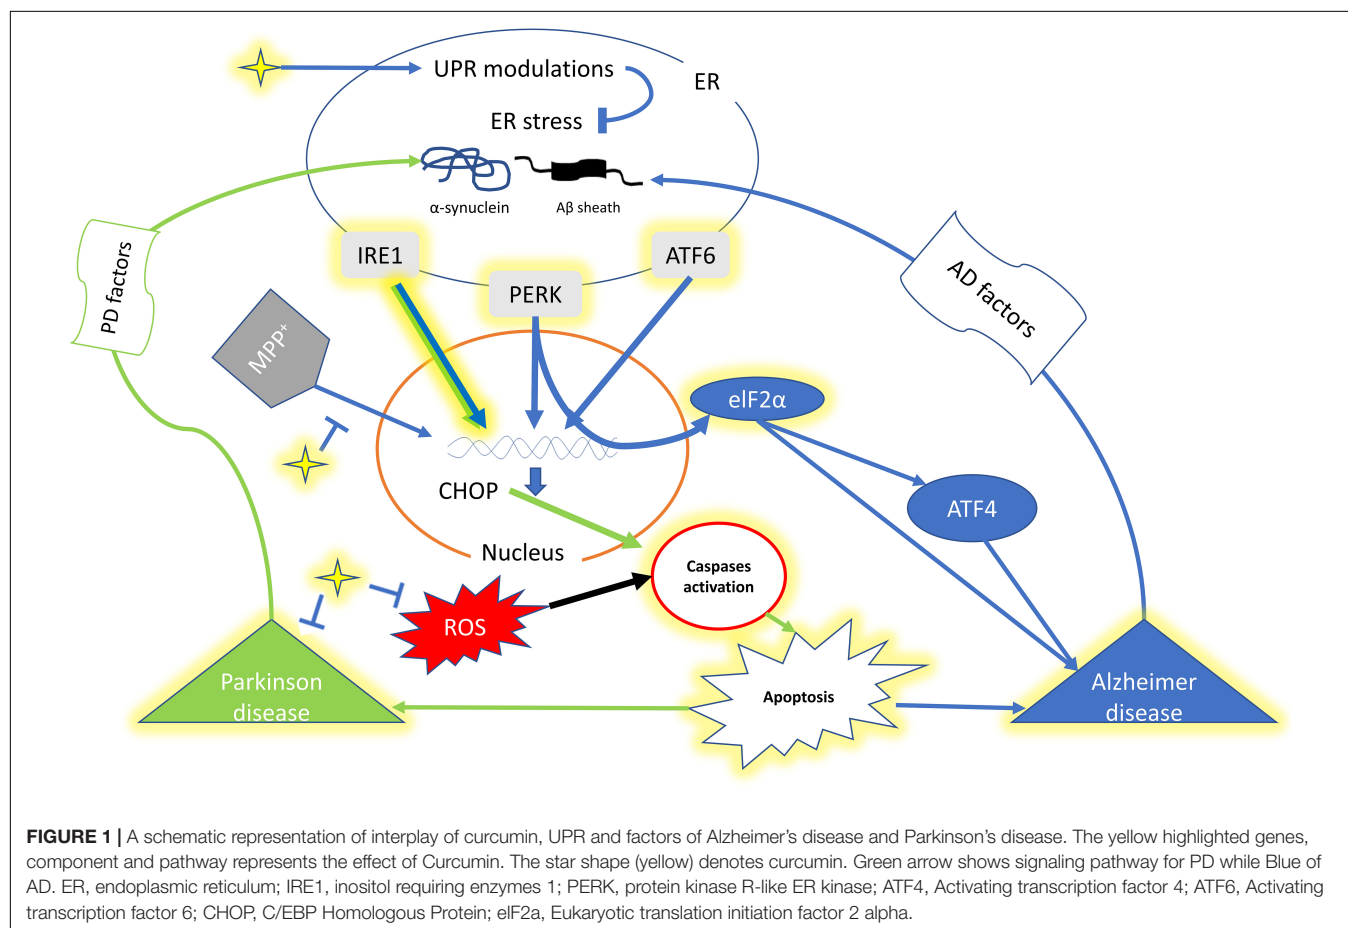 UPR modulations
ER
ER stress
α-synuclein
Aβ sheath
IRE1
ATF6
PERK
PD factors
AD factors
MPP+
eIF2α
CHOP
ATF4
Nucleus
Caspases
activation
ROS
Parkinson
disease
Apoptosis
Alzheimer
disease
FIGURE 1 | A schematic representation of interplay of curcumin, UPR and factors of Alzheimer's disease and Parkinson's disease. The yellow highlighted genes,
component and pathway represents the effect of Curcumin. The star shape (yellow) denotes curcumin. Green arrow shows signaling pathway for PD while Blue of
AD. ER, endoplasmic reticulum; IRE1, inositol requiring enzymes 1; PERK, protein kinase R-like ER kinase; ATF4, Activating transcription factor 4; ATF6, Activating
transcription factor 6; CHOP, C/EBP Homologous Protein; eIF2a, Eukaryotic translation initiation factor 2 alpha.